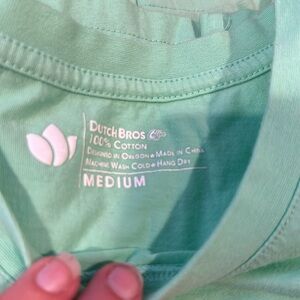 DUTCH BROS
100% COTTON
DESIGNED IN OREGON • MADE IN CHINA
MACHINE WASH COLD • HANG DRY
MEDIUM